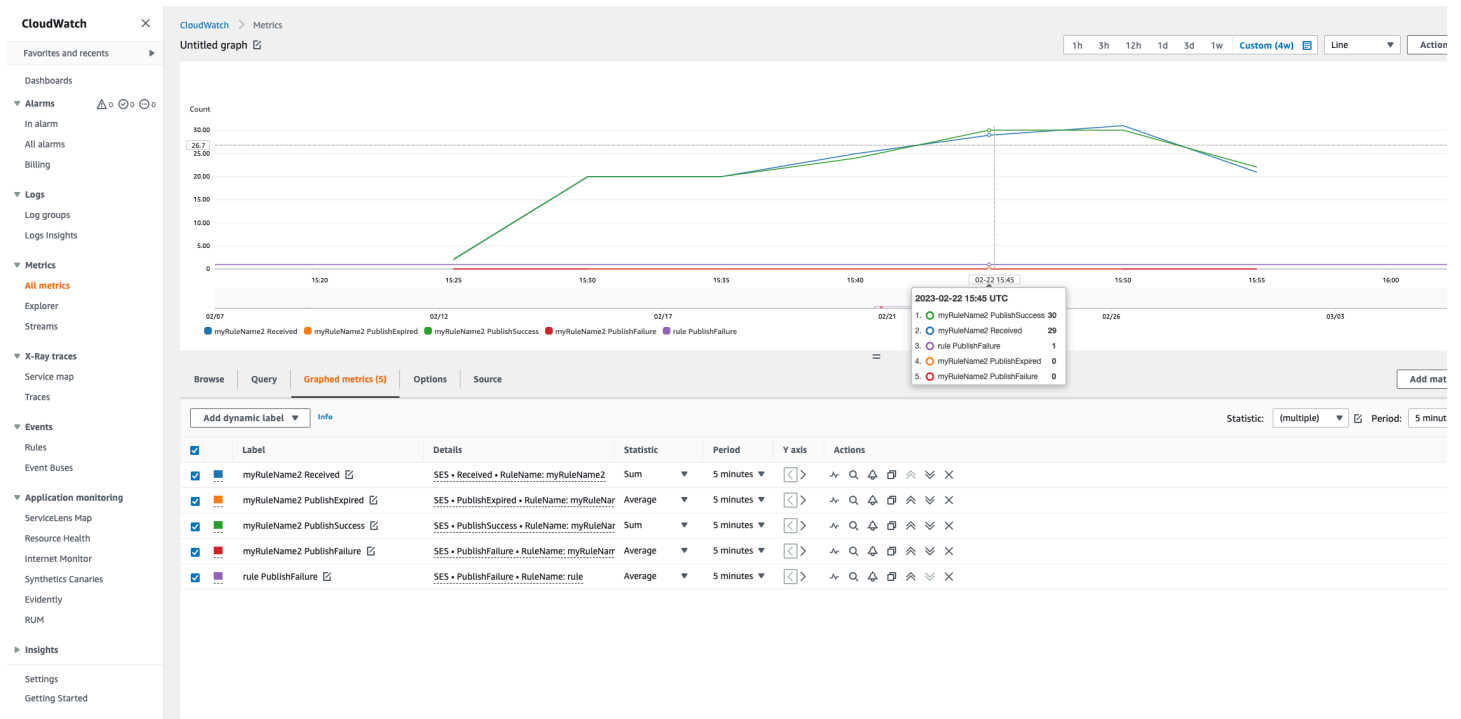 CloudWatch
Favorites and recents
Dashboards
Alarms 0 0 0
In alarm
All alarms
Billing
Logs
Log groups
Logs Insights
Metrics
All metrics
Explorer
Streams
X-Ray traces
Service map
Traces
Events
Rules
Event Buses
Application monitoring
ServiceLens Map
Resource Health
Internet Monitor
Synthetics Canaries
Evidently
RUM
Insights
Settings
Getting Started
CloudWatch > Metrics
Untitled graph
1h 3h 12h 1d 3d 1w Custom (4w) Line Action
Count
30.00
26.7
25.00
20.00
15.00
10.00
5.00
0
15:20 15:25 15:30 15:35 15:40 02-22 15:45 15:50 15:55 16:00
02/07 02/12 02/17 02/21 02/26 03/03
myRuleName2 Received myRuleName2 PublishExpired myRuleName2 PublishSuccess myRuleName2 PublishFailure rule PublishFailure
2023-02-22 15:45 UTC
1. myRuleName2 PublishSuccess 30
2. myRuleName2 Received 29
3. rule PublishFailure 1
4. myRuleName2 PublishExpired 0
5. myRuleName2 PublishFailure 0
Browse Query Graphed metrics (5) Options Source Add mat
Add dynamic label Info Statistic: (multiple) Period: 5 minut
Label Details Statistic Period Y axis Actions
myRuleName2 Received SES • Received • RuleName: myRuleName2 Sum 5 minutes
myRuleName2 PublishExpired SES • PublishExpired • RuleName: myRuleNar Average 5 minutes
myRuleName2 PublishSuccess SES • PublishSuccess • RuleName: myRuleNar Sum 5 minutes
myRuleName2 PublishFailure SES • PublishFailure • RuleName: myRuleNam Average 5 minutes
rule PublishFailure SES • PublishFailure • RuleName: rule Average 5 minutes